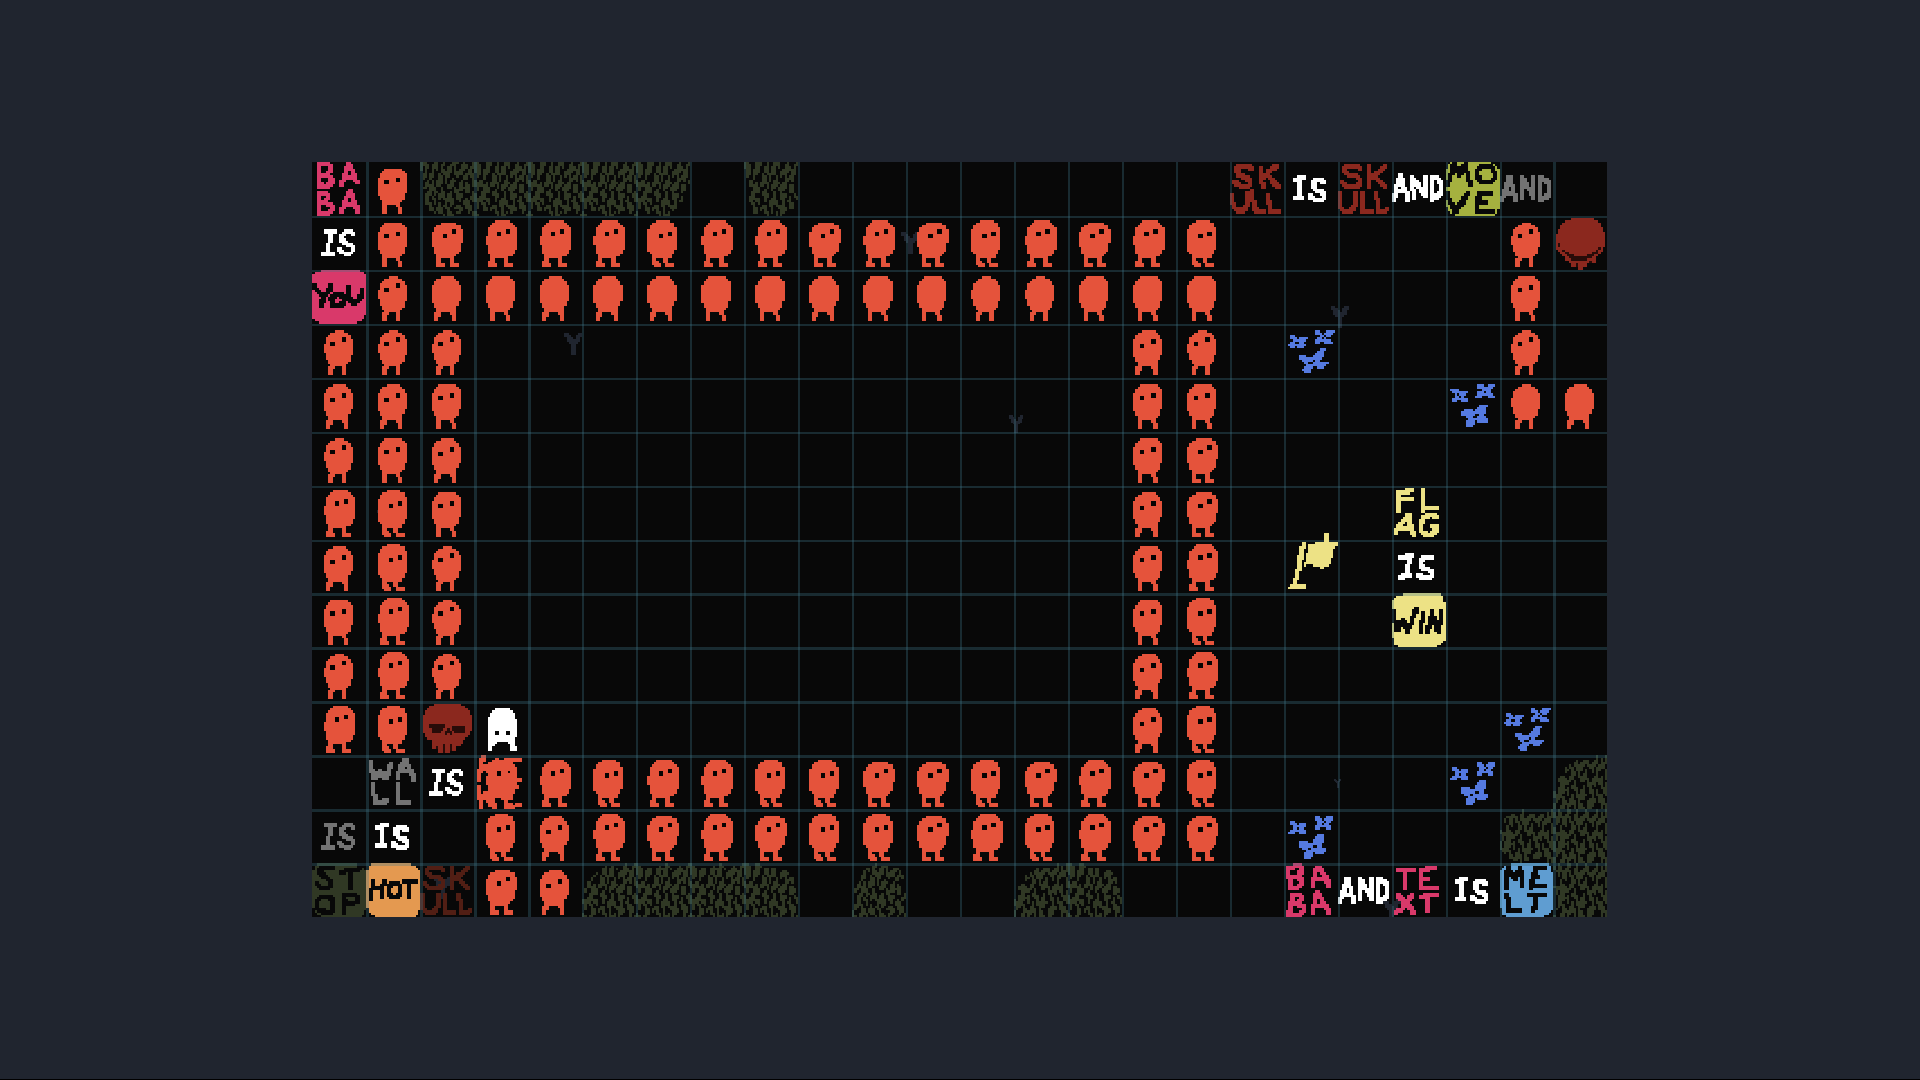 BABA SKULL IS SKULL AND MOVE AND
IS
YOU
FLAG
IS
WIN
WALL IS
IS IS
STOP HOT SKULL BABA AND TEXT IS MELT